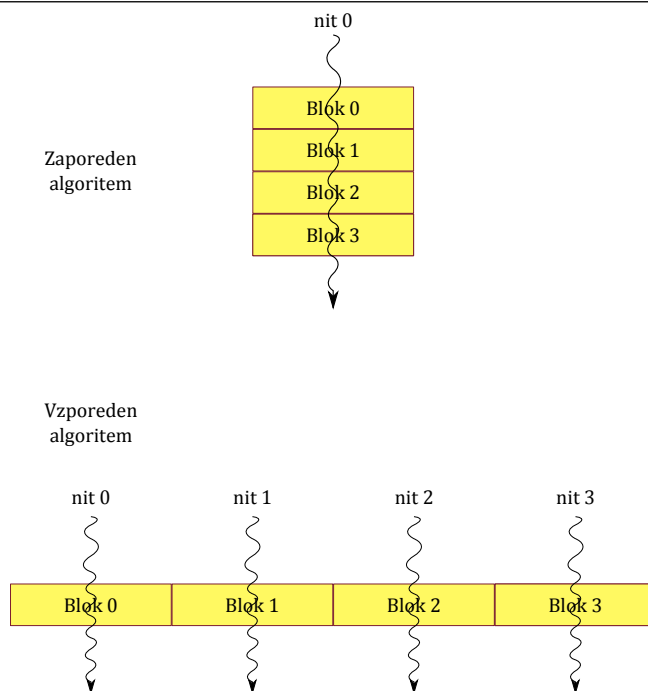 nit 0
Blok 0
Blok 1
Blok 2
Blok 3
Zaporeden
algoritem
Vzporeden
algoritem
nit 0 nit 1 nit 2 nit 3
Blok 0 Blok 1 Blok 2 Blok 3